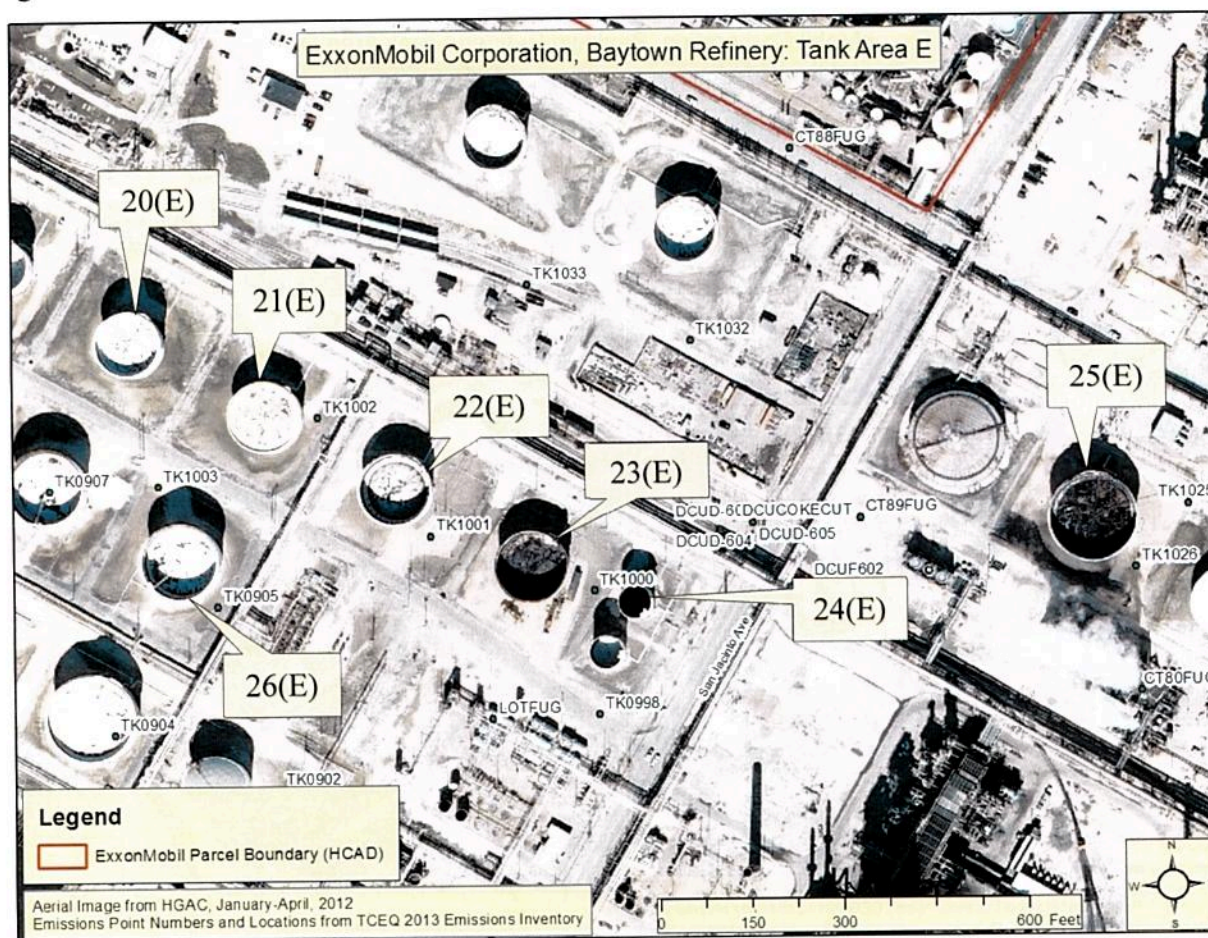 ExxonMobil Corporation, Baytown Refinery: Tank Area E
CT88FUG
20(E)
21(E)
TK1033
TK1032
22(E)
25(E)
TK1002
23(E)
TK0907
TK1003
TK1001
DCUCOKECUT
CT89FUG
TK1025
DCUD-604
DCUD-605
TK1026
TK1000
DCUF602
24(E)
TK0905
26(E)
San Jacinto Ave
CT80FUG
LOTFUG
TK0998
TK0904
TK0902
Legend
ExxonMobil Parcel Boundary (HCAD)
Aerial Image from HGAC, January-April, 2012
Emissions Point Numbers and Locations from TCEQ 2013 Emissions Inventory
0 150 300 600 Feet
N
W E
S